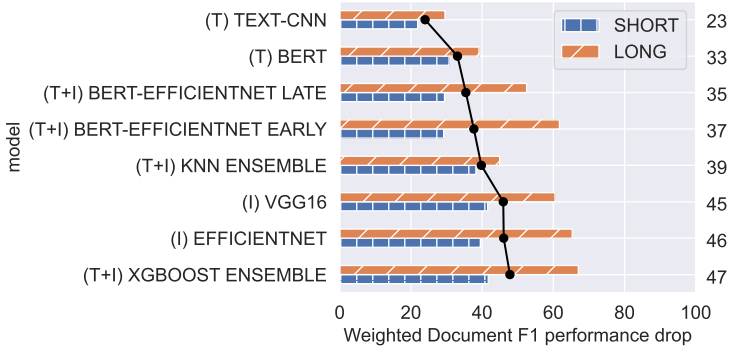 (T) TEXT-CNN 23
(T) BERT 33
(T+I) BERT-EFFICIENTNET LATE 35
(T+I) BERT-EFFICIENTNET EARLY 37
(T+I) KNN ENSEMBLE 39
(I) VGG16 45
(I) EFFICIENTNET 46
(T+I) XGBOOST ENSEMBLE 47
model
SHORT
LONG
0 20 40 60 80 100
Weighted Document F1 performance drop